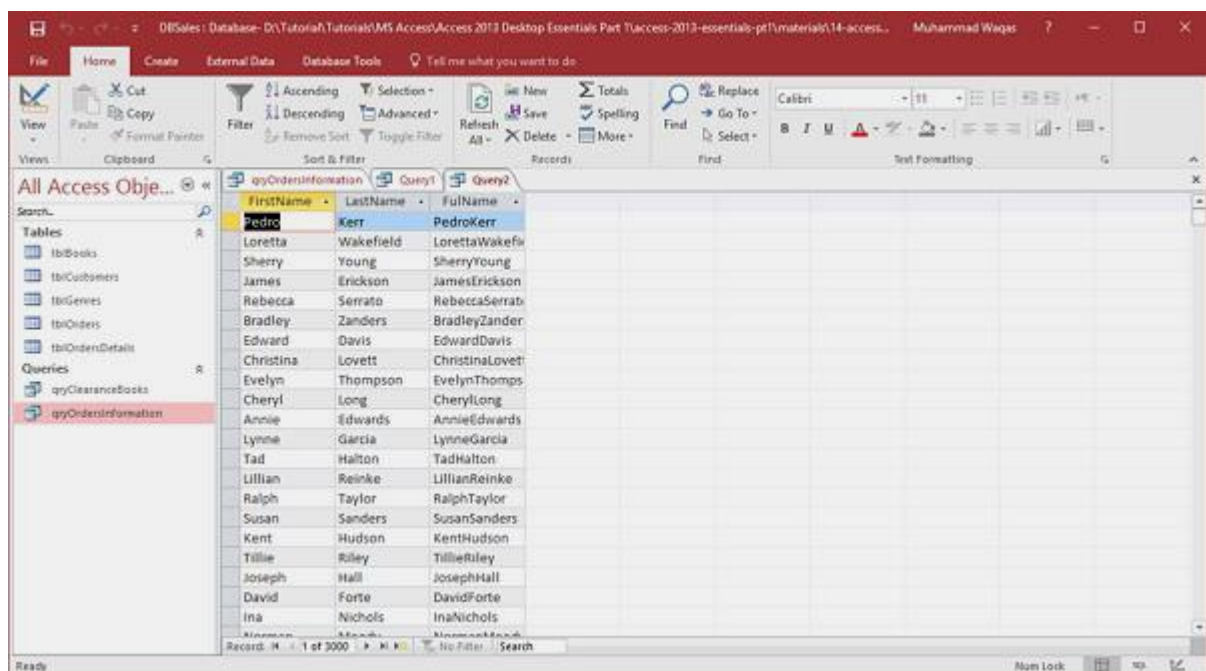 DBSales : Database- D:\Tutorial\Tutorials\MS Access\Access 2013 Desktop Essentials Part 1\access-2013-essentials-pt1\materials\14-access... Muhammad Waqas ?
File Home Create External Data Database Tools Tell me what you want to do
View
Views
Paste
Cut
Copy
Format Painter
Clipboard
Filter
Ascending
Descending
Remove Sort
Selection
Advanced
Toggle Filter
Sort & Filter
Refresh All
New
Save
Delete
Totals
Spelling
More
Records
Find
Replace
Go To
Select
Find
Calibri 11
B I U A
Text Formatting
All Access Obje...
Search...
Tables
tblBooks
tblCustomers
tblGenres
tblOrders
tblOrdersDetails
Queries
qryClearanceBooks
qryOrdersInformation
qryOrdersInformation Query1 Query2
FirstName LastName FulName
Pedro Kerr PedroKerr
Loretta Wakefield LorettaWakefi
Sherry Young SherryYoung
James Erickson JamesErickson
Rebecca Serrato RebeccaSerrat
Bradley Zanders BradleyZander
Edward Davis EdwardDavis
Christina Lovett ChristinaLovet
Evelyn Thompson EvelynThomps
Cheryl Long CherylLong
Annie Edwards AnnieEdwards
Lynne Garcia LynneGarcia
Tad Halton TadHalton
Lillian Reinke LillianReinke
Ralph Taylor RalphTaylor
Susan Sanders SusanSanders
Kent Hudson KentHudson
Tillie Riley TillieRiley
Joseph Hall JosephHall
David Forte DavidForte
Ina Nichols InaNichols
Record: 1 of 3000 No Filter Search
Ready Num Lock SQL